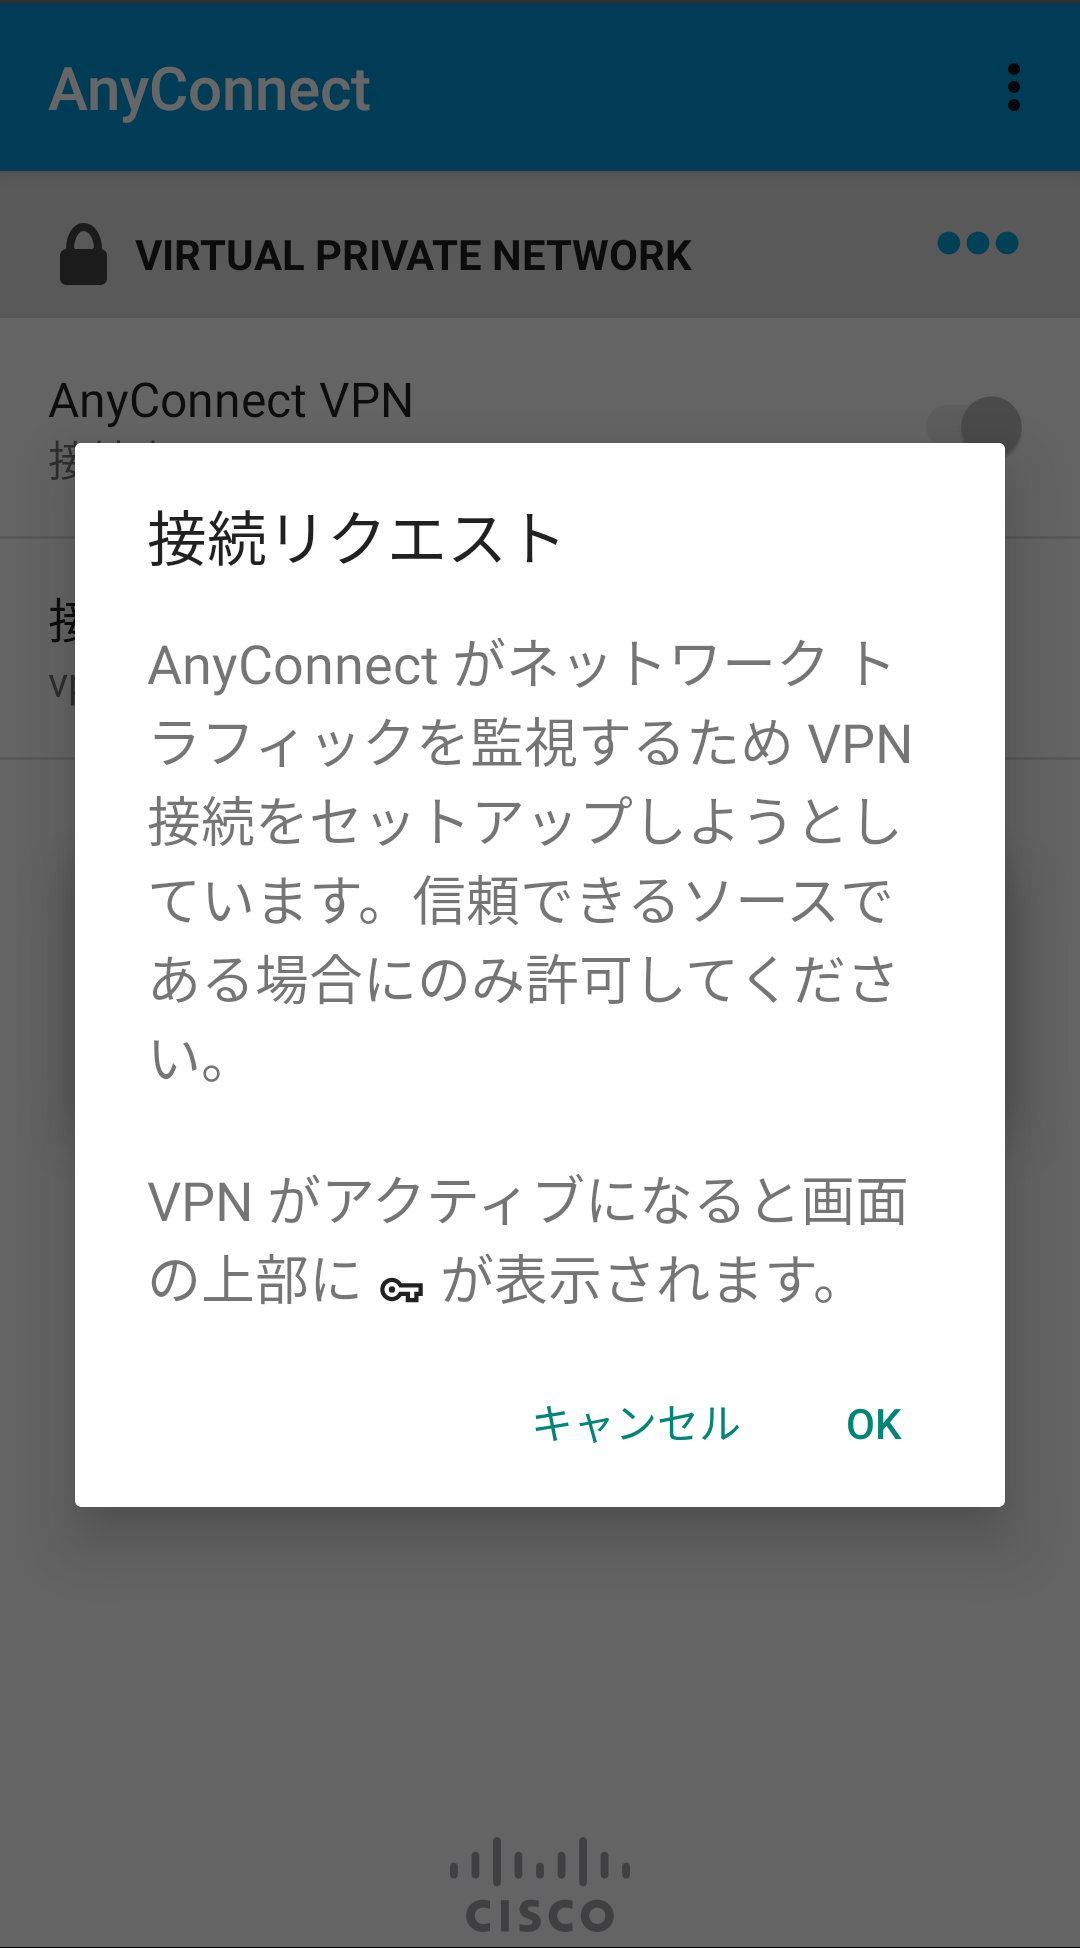 AnyConnect
VIRTUAL PRIVATE NETWORK
AnyConnect VPN
接続リクエスト
AnyConnect がネットワーク ト
ラフィックを監視するため VPN
接続をセットアップしようとし
ています。信頼できるソースで
ある場合にのみ許可してくださ
い。
VPN がアクティブになると画面
の上部に が表示されます。
キャンセル OK
CISCO